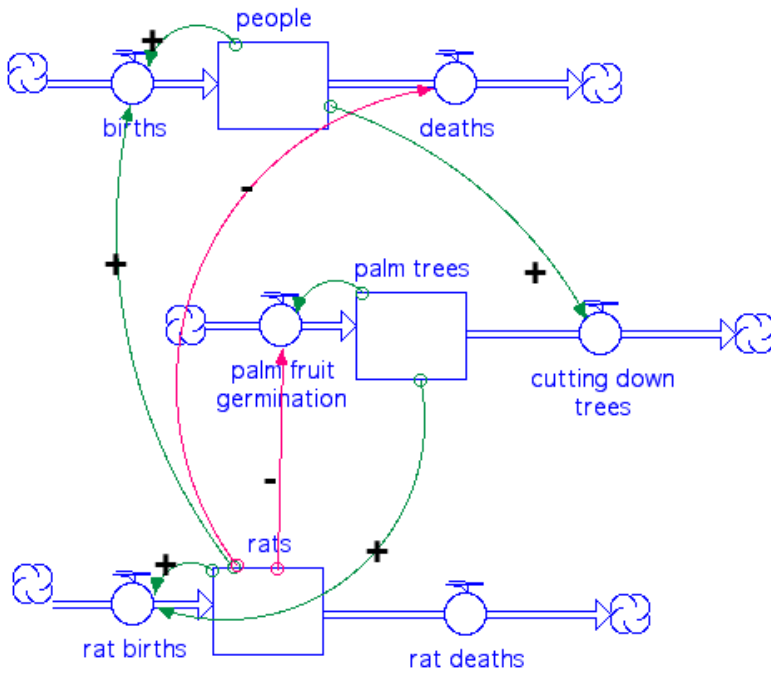 people
+
births
deaths
-
+
+
palm trees
palm fruit
germination
cutting down
trees
-
rats
+
+
rat births
rat deaths